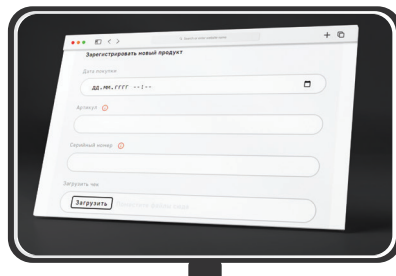 Зарегистрировать новый продукт
Дата покупки
ДД.ММ.ГГГГ --:--
Артикул
Серийный номер
Загрузить чек
Загрузить